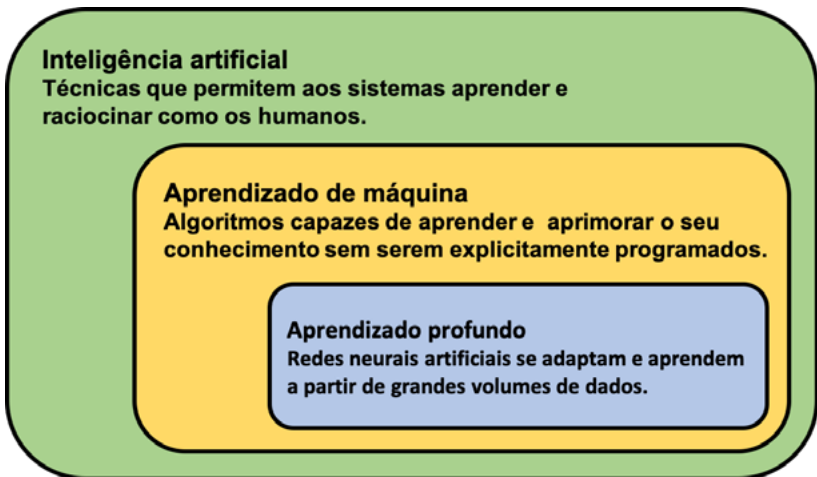 Inteligência artificial
Técnicas que permitem aos sistemas aprender e
raciocinar como os humanos.
Aprendizado de máquina
Algoritmos capazes de aprender e aprimorar o seu
conhecimento sem serem explicitamente programados.
Aprendizado profundo
Redes neurais artificiais se adaptam e aprendem
a partir de grandes volumes de dados.